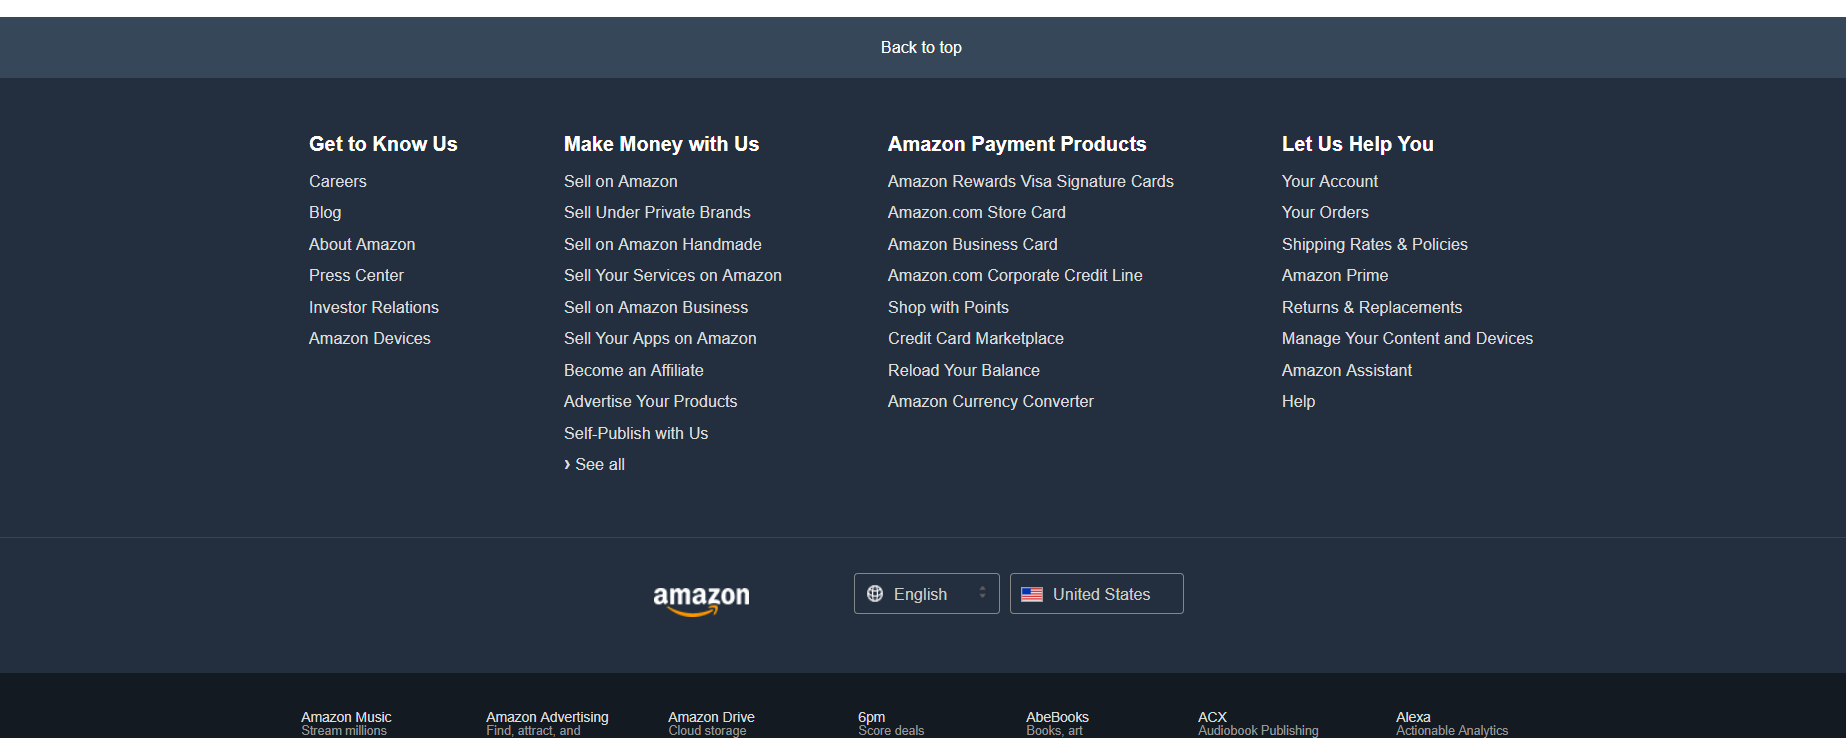 Back to top
Get to Know Us
Careers
Blog
About Amazon
Press Center
Investor Relations
Amazon Devices
Make Money with Us
Sell on Amazon
Sell Under Private Brands
Sell on Amazon Handmade
Sell Your Services on Amazon
Sell on Amazon Business
Sell Your Apps on Amazon
Become an Affiliate
Advertise Your Products
Self-Publish with Us
› See all
Amazon Payment Products
Amazon Rewards Visa Signature Cards
Amazon.com Store Card
Amazon Business Card
Amazon.com Corporate Credit Line
Shop with Points
Credit Card Marketplace
Reload Your Balance
Amazon Currency Converter
Let Us Help You
Your Account
Your Orders
Shipping Rates & Policies
Amazon Prime
Returns & Replacements
Manage Your Content and Devices
Amazon Assistant
Help
amazon
English
United States
Amazon Music
Stream millions
Amazon Advertising
Find, attract, and
Amazon Drive
Cloud storage
6pm
Score deals
AbeBooks
Books, art
ACX
Audiobook Publishing
Alexa
Actionable Analytics